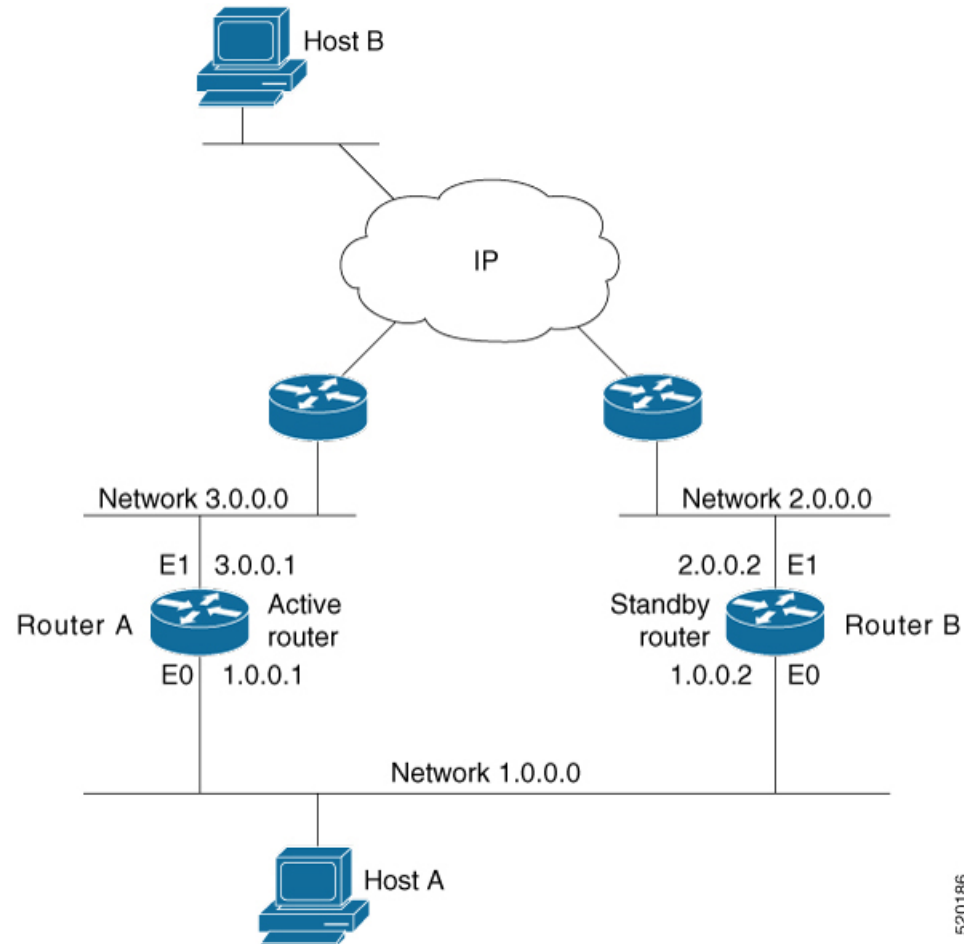 Host B
IP
Network 3.0.0.0
Network 2.0.0.0
E1 3.0.0.1
2.0.0.2 E1
Router A
Active
router
Standby
router
Router B
E0 1.0.0.1
1.0.0.2 E0
Network 1.0.0.0
Host A
520186